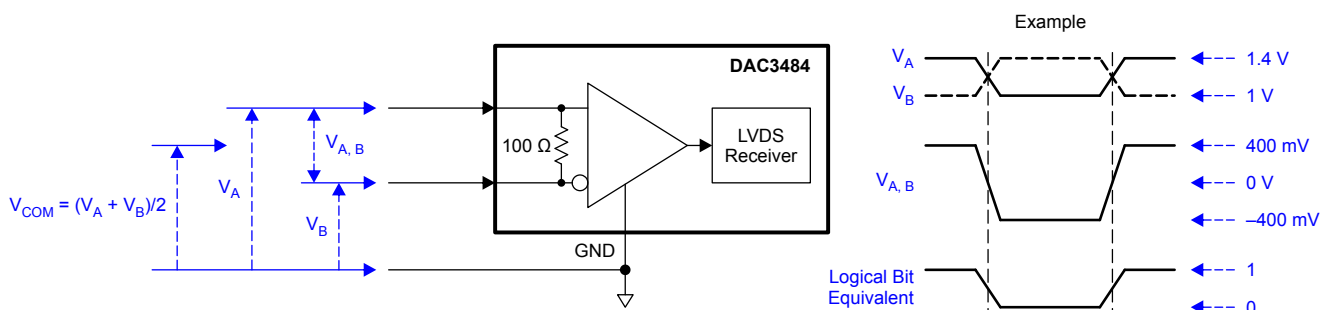 Example
DAC3484
V_A
1.4 V
V_B
1 V
100 Ω
LVDS
Receiver
V_A, B
V_A
V_COM = (V_A + V_B)/2
V_B
GND
400 mV
V_A, B
0 V
–400 mV
Logical Bit
Equivalent
1
0